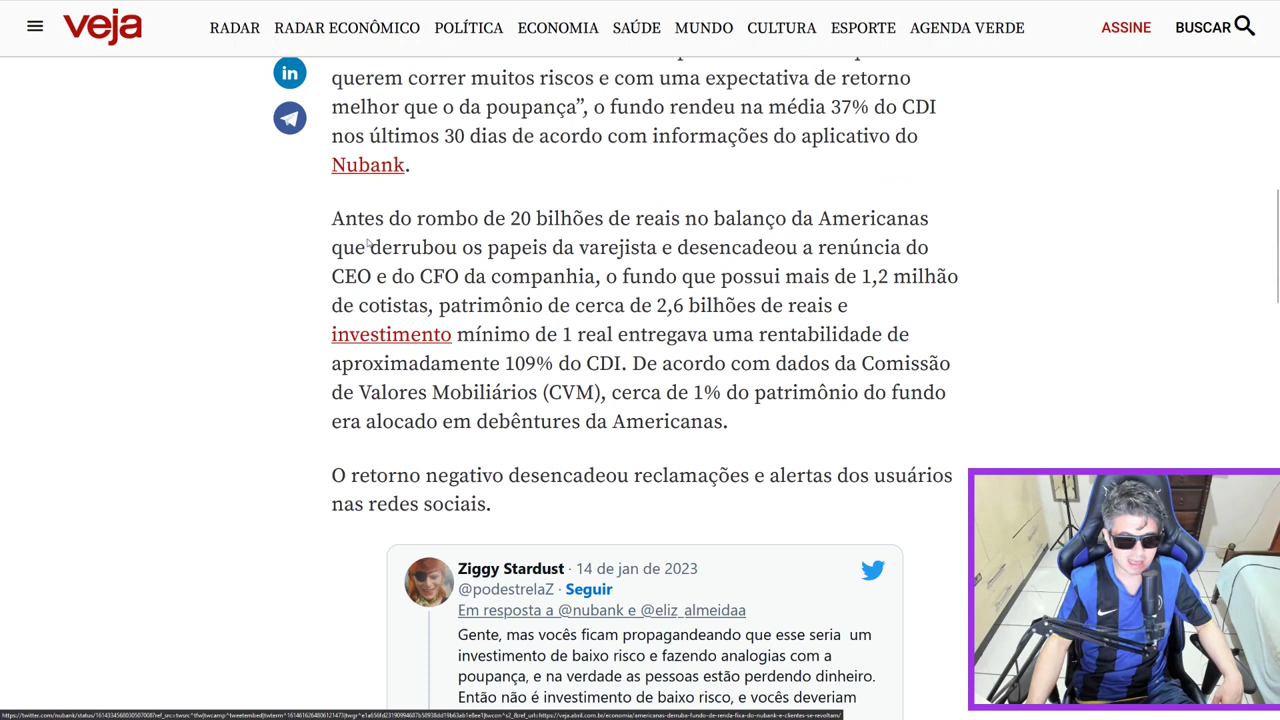 veja
RADAR RADAR ECONÔMICO POLÍTICA ECONOMIA SAÚDE MUNDO CULTURA ESPORTE AGENDA VERDE ASSINE BUSCAR
in
querem correr muitos riscos e com uma expectativa de retorno
melhor que o da poupança”, o fundo rendeu na média 37% do CDI
nos últimos 30 dias de acordo com informações do aplicativo do
Nubank.
Antes do rombo de 20 bilhões de reais no balanço da Americanas
que derrubou os papeis da varejista e desencadeou a renúncia do
CEO e do CFO da companhia, o fundo que possui mais de 1,2 milhão
de cotistas, patrimônio de cerca de 2,6 bilhões de reais e
investimento mínimo de 1 real entregava uma rentabilidade de
aproximadamente 109% do CDI. De acordo com dados da Comissão
de Valores Mobiliários (CVM), cerca de 1% do patrimônio do fundo
era alocado em debêntures da Americanas.
O retorno negativo desencadeou reclamações e alertas dos usuários
nas redes sociais.
Ziggy Stardust · 14 de jan de 2023
@podestrelaZ · Seguir
Em resposta a @nubank e @eliz_almeidaa
Gente, mas vocês ficam propagandeando que esse seria um
investimento de baixo risco e fazendo analogias com a
poupança, e na verdade as pessoas estão perdendo dinheiro.
Então não é investimento de baixo risco, e vocês deveriam